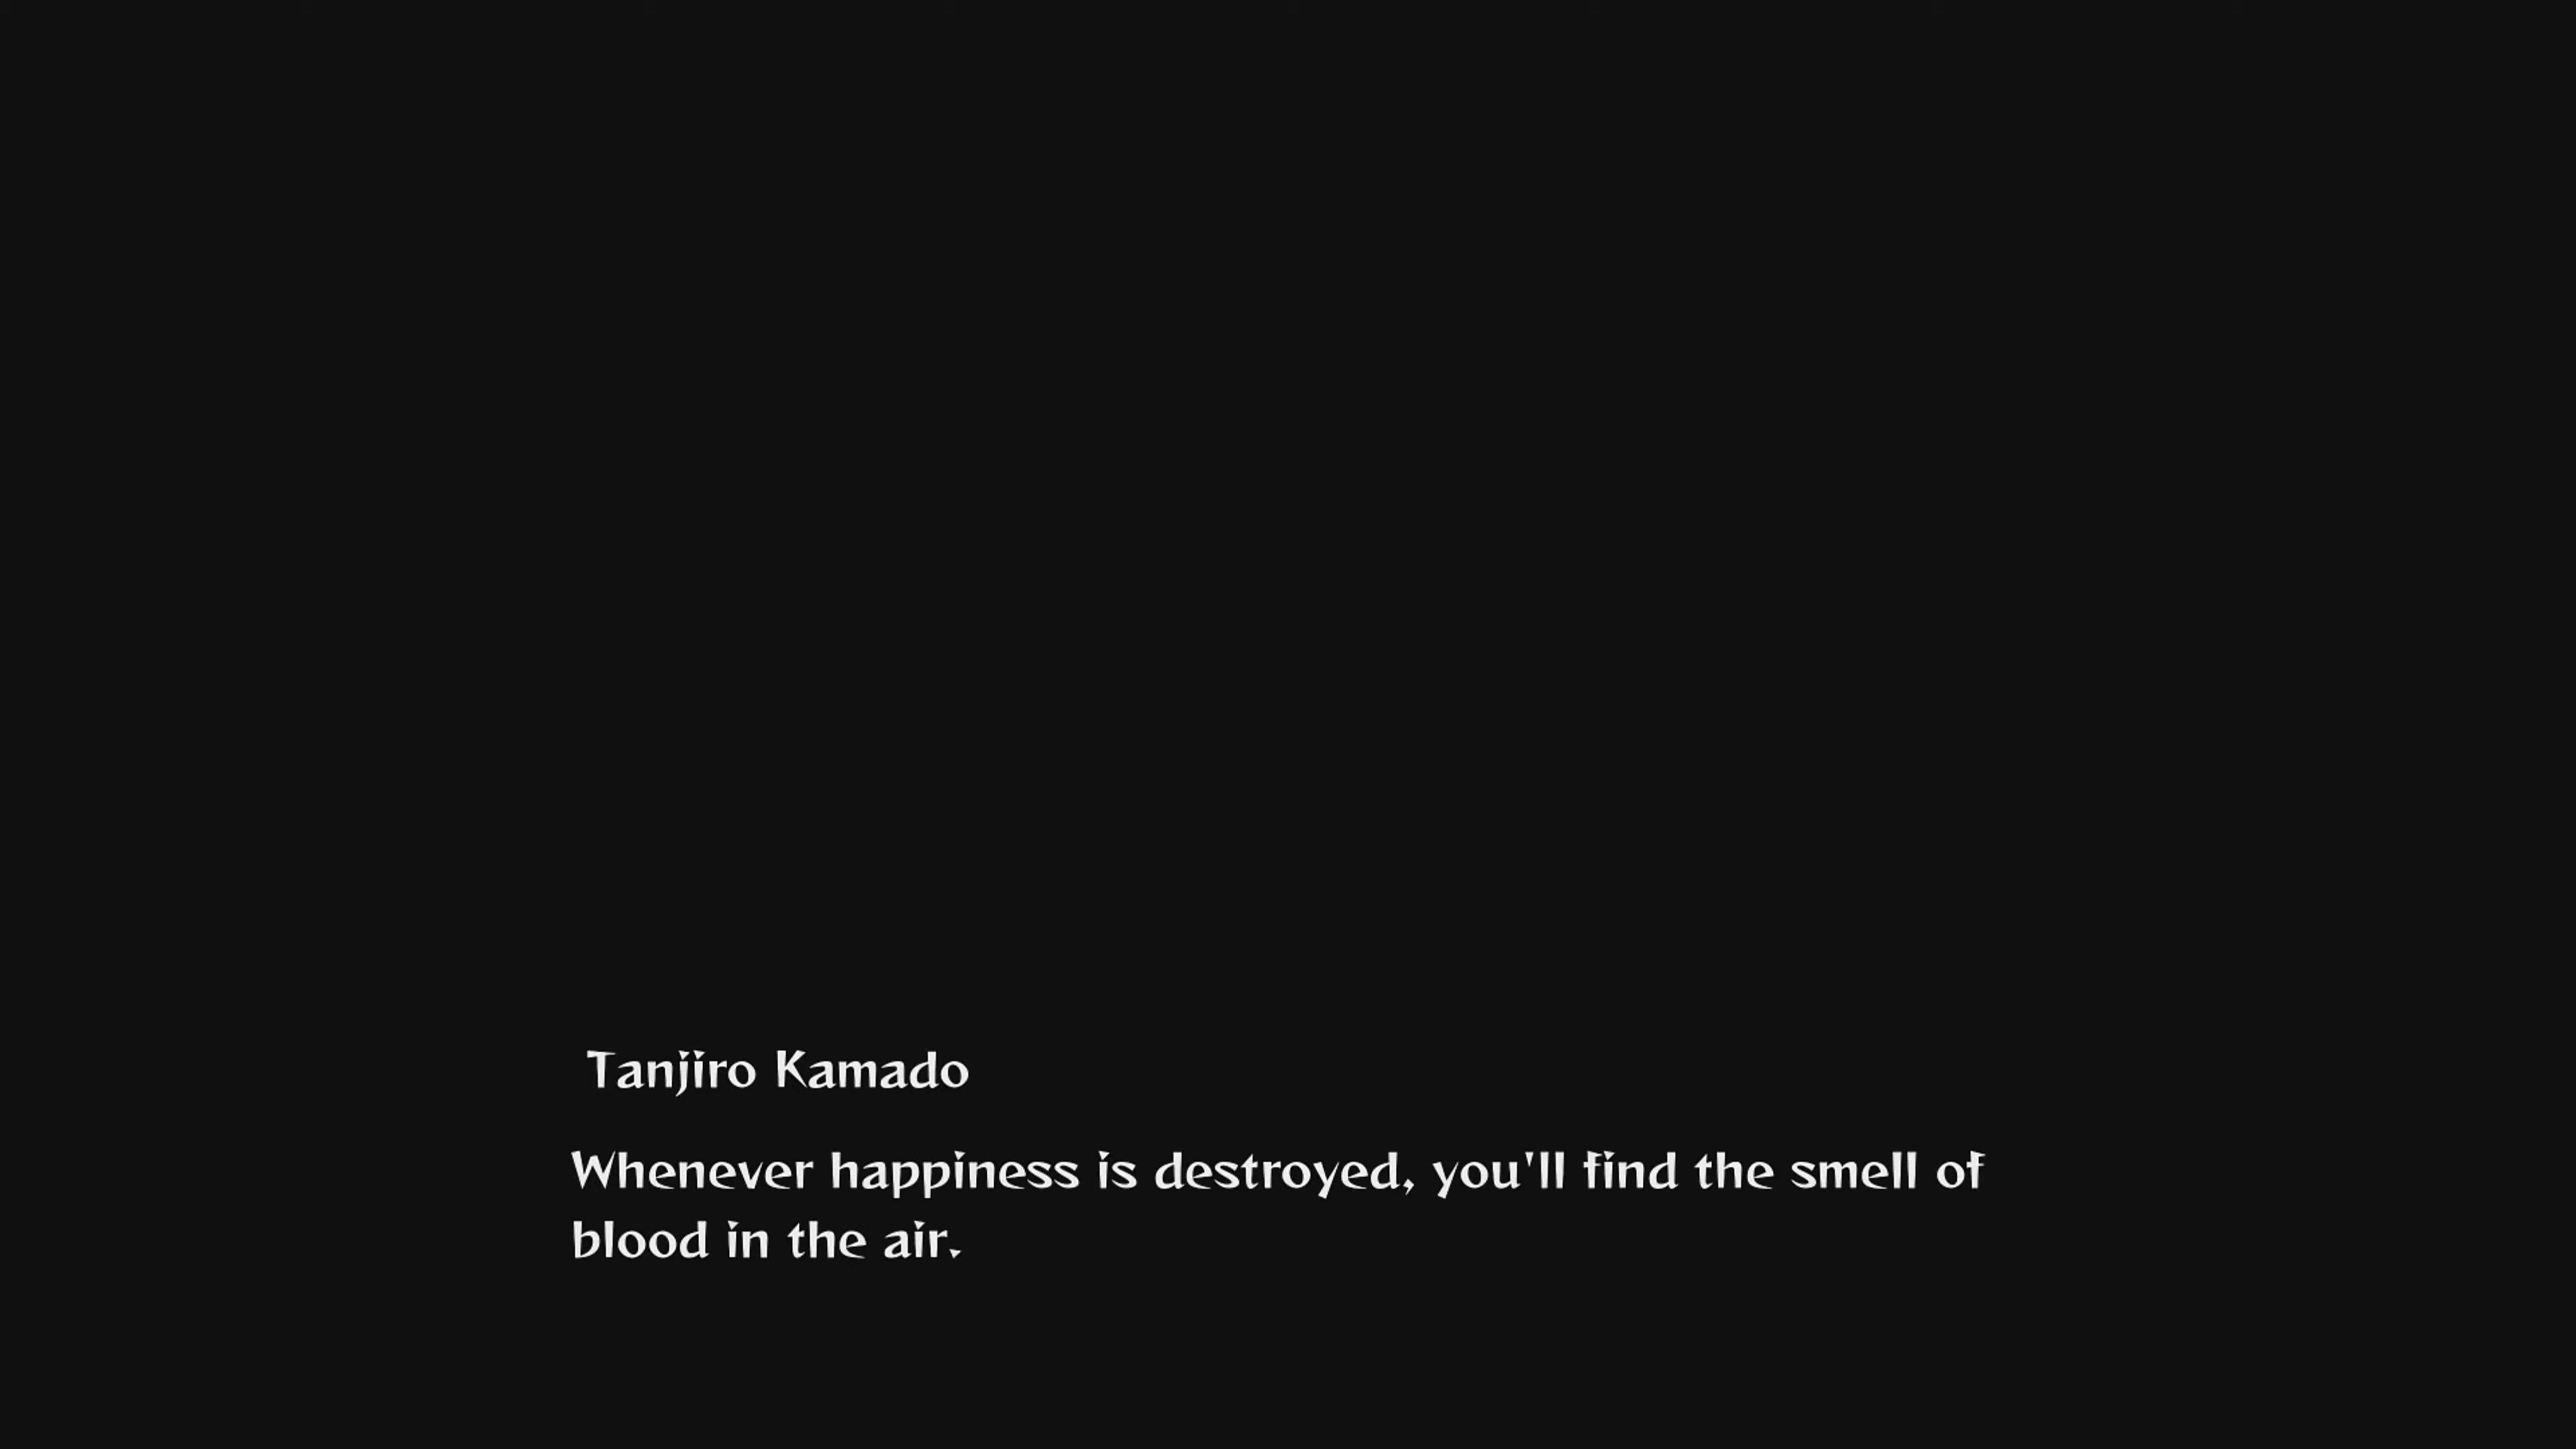 Tanjiro Kamado
Whenever happiness is destroyed, you'll find the smell of
blood in the air.